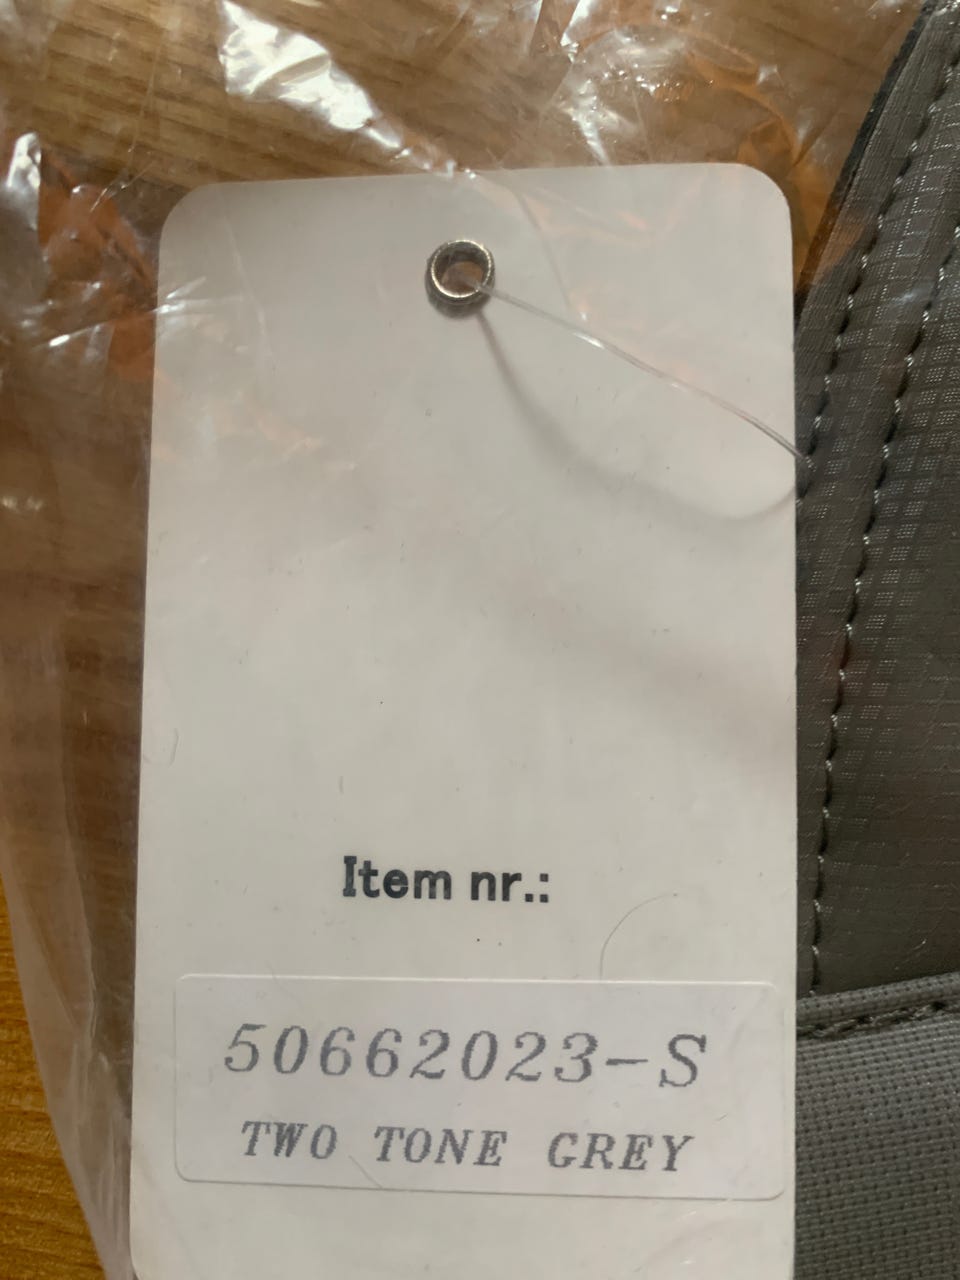 Item nr.:
50662023-S
TWO TONE GREY